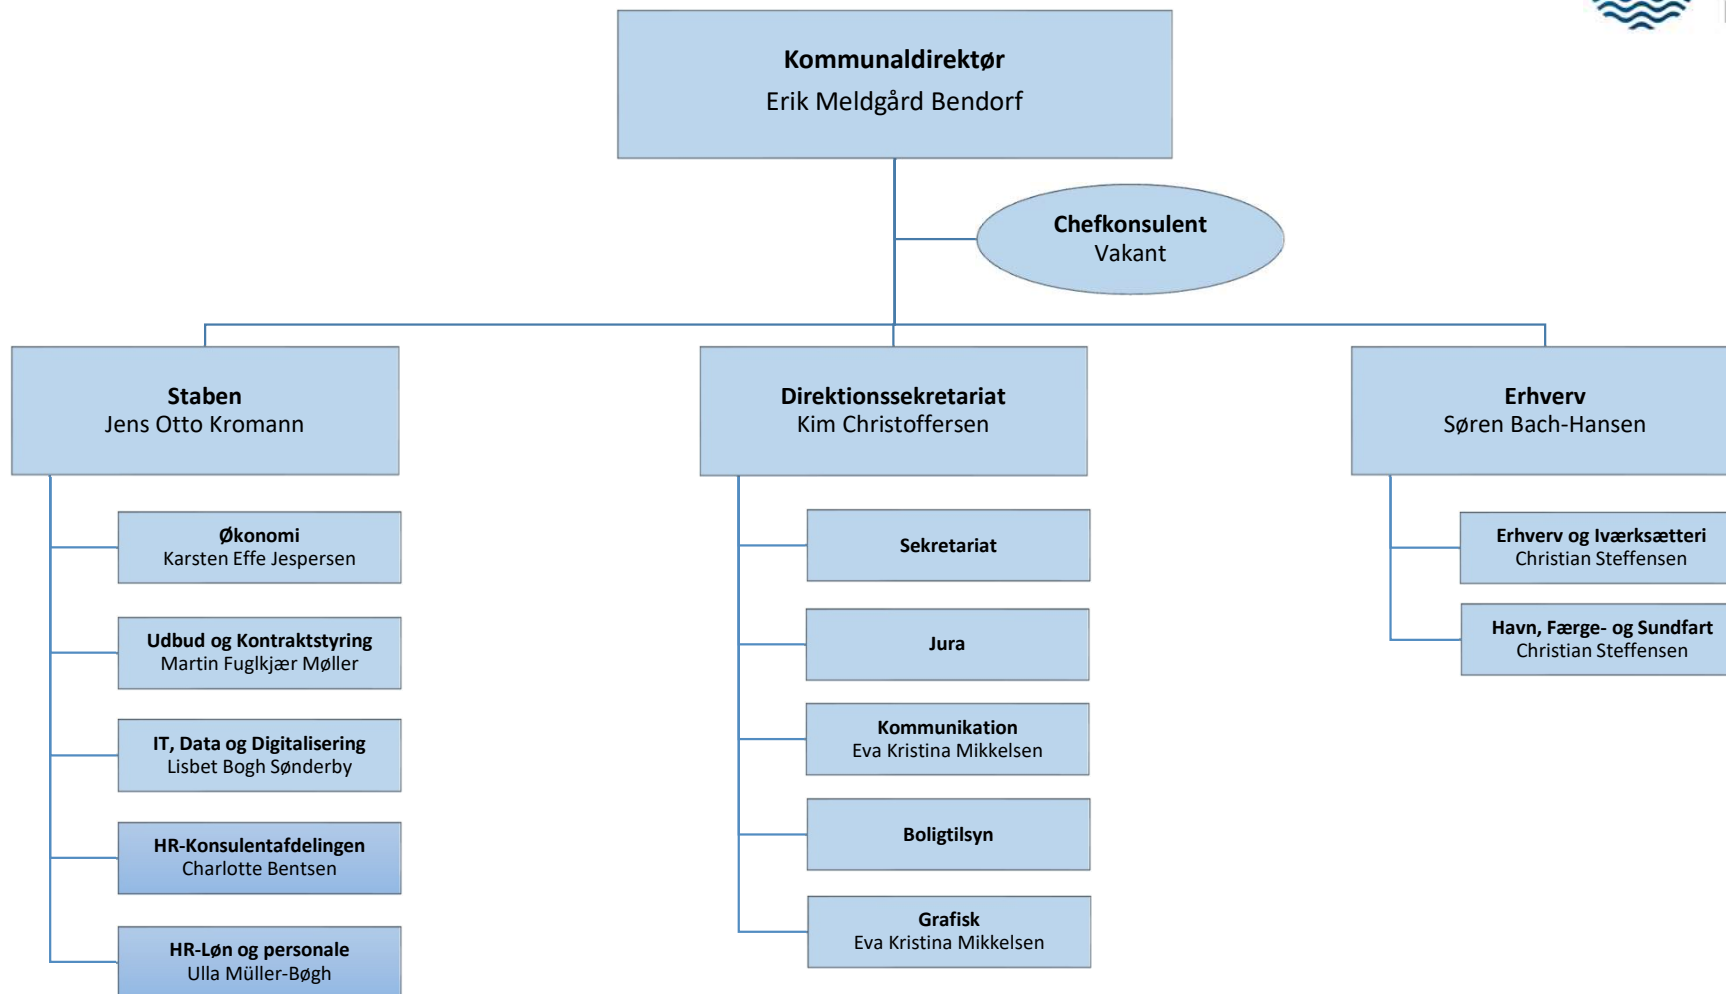 Kommunaldirektør
Erik Meldgård Bendorf
Chefkonsulent
Vakant
Staben
Jens Otto Kromann
Økonomi
Karsten Effe Jespersen
Udbud og Kontraktstyring
Martin Fuglkjær Møller
IT, Data og Digitalisering
Lisbet Bogh Sønderby
HR-Konsulentafdelingen
Charlotte Bentsen
HR-Løn og personale
Ulla Müller-Bøgh
Direktionssekretariat
Kim Christoffersen
Sekretariat
Jura
Kommunikation
Eva Kristina Mikkelsen
Boligtilsyn
Grafisk
Eva Kristina Mikkelsen
Erhverv
Søren Bach-Hansen
Erhverv og Iværksætteri
Christian Steffensen
Havn, Færge- og Sundfart
Christian Steffensen